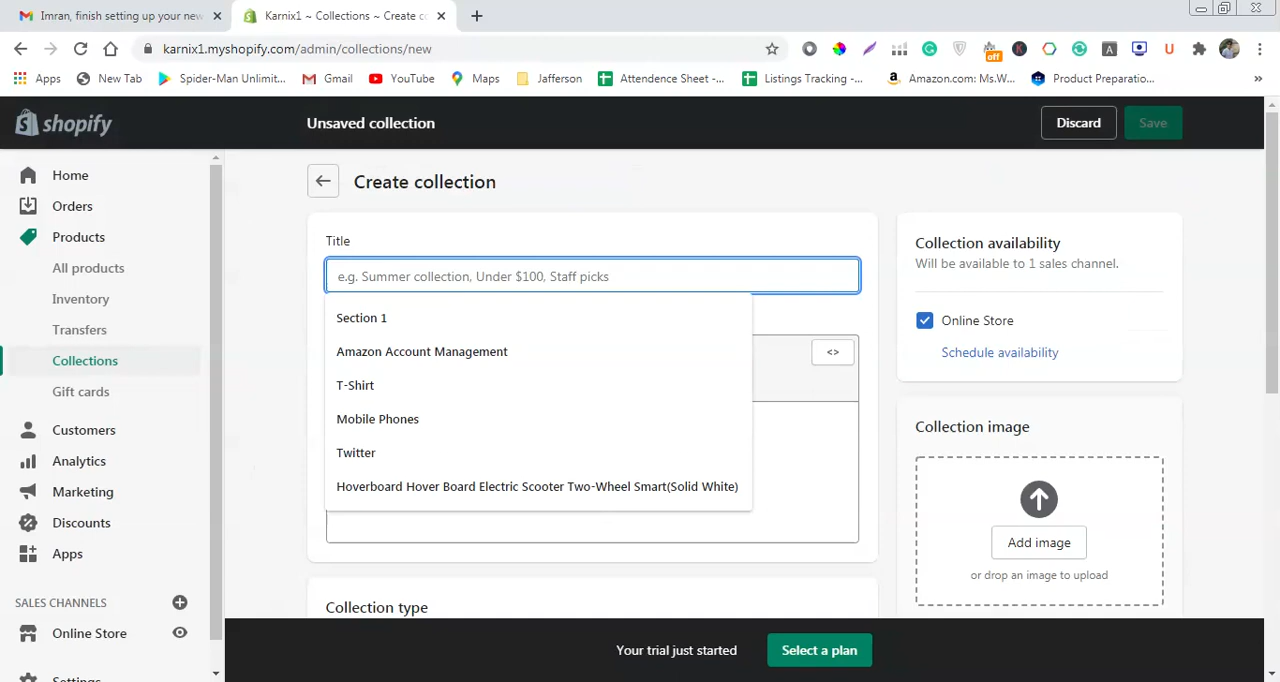 Imran, finish setting up your new
Karnix1 ~ Collections ~ Create co
karnix1.myshopify.com/admin/collections/new
off
Apps
New Tab
Spider-Man Unlimit...
Gmail
YouTube
Maps
Jafferson
Attendence Sheet -...
Listings Tracking -...
Amazon.com: Ms.W...
Product Preparatio...
»
shopify
Unsaved collection
Discard
Save
Home
Orders
Products
All products
Inventory
Transfers
Collections
Gift cards
Customers
Analytics
Marketing
Discounts
Apps
SALES CHANNELS
Online Store
Settings
Create collection
Title
e.g. Summer collection, Under $100, Staff picks
Section 1
Amazon Account Management
T-Shirt
Mobile Phones
Twitter
Hoverboard Hover Board Electric Scooter Two-Wheel Smart(Solid White)
<>
Collection type
Collection availability
Will be available to 1 sales channel.
Online Store
Schedule availability
Collection image
Add image
or drop an image to upload
Your trial just started
Select a plan